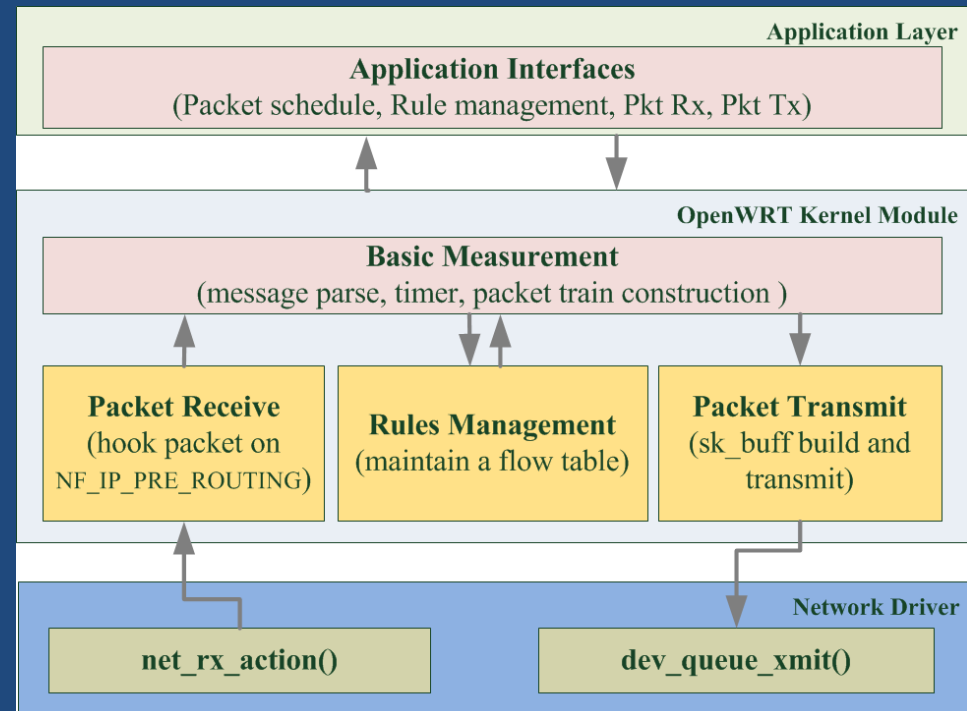 Application Layer
Application Interfaces
(Packet schedule, Rule management, Pkt Rx, Pkt Tx)
OpenWRT Kernel Module
Basic Measurement
(message parse, timer, packet train construction )
Packet Receive
(hook packet on
NF_IP_PRE_ROUTING)
Rules Management
(maintain a flow table)
Packet Transmit
(sk_buff build and
transmit)
Network Driver
net_rx_action()
dev_queue_xmit()